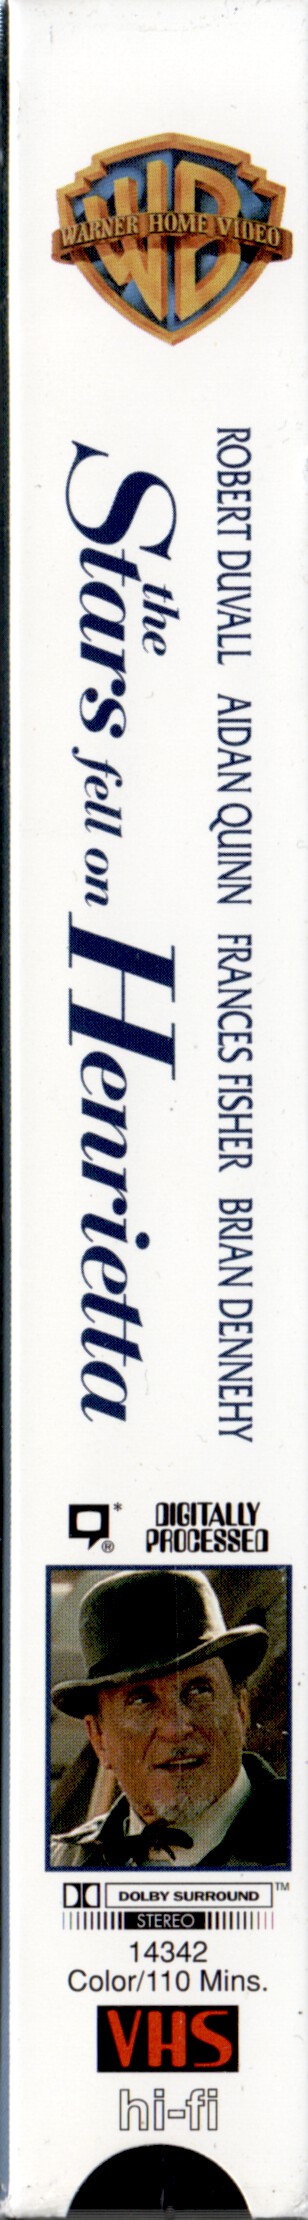 WARNER HOME VIDEO
ROBERT DUVALL AIDAN QUINN FRANCES FISHER BRIAN DENNEHY
the
Stars fell on Henrietta
* ®
DIGITALLY
PROCESSED
DOLBY SURROUND ™
STEREO
14342
Color/110 Mins.
VHS
hi-fi